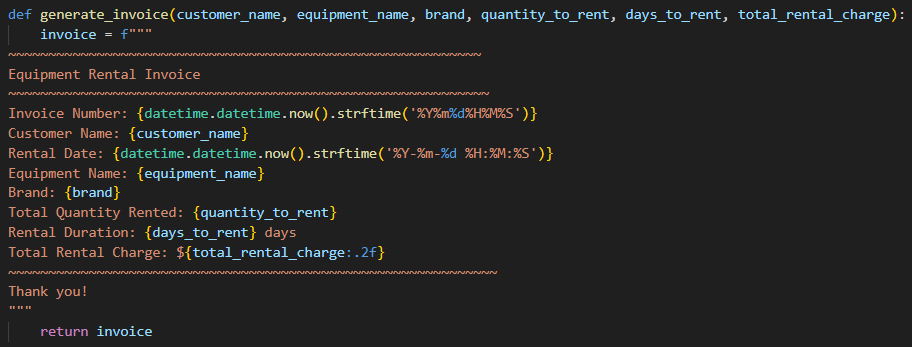 def generate_invoice(customer_name, equipment_name, brand, quantity_to_rent, days_to_rent, total_rental_charge):
    invoice = f"""
~~~~~~~~~~~~~~~~~~~~~~~~~~~~~~~~~~~~~~~~~~~~~~~~~~~~~~~~~~~
Equipment Rental Invoice
~~~~~~~~~~~~~~~~~~~~~~~~~~~~~~~~~~~~~~~~~~~~~~~~~~~~~~~~~~~~
Invoice Number: {datetime.datetime.now().strftime('%Y%m%d%H%M%S')}
Customer Name: {customer_name}
Rental Date: {datetime.datetime.now().strftime('%Y-%m-%d %H:%M:%S')}
Equipment Name: {equipment_name}
Brand: {brand}
Total Quantity Rented: {quantity_to_rent}
Rental Duration: {days_to_rent} days
Total Rental Charge: ${total_rental_charge:.2f}
~~~~~~~~~~~~~~~~~~~~~~~~~~~~~~~~~~~~~~~~~~~~~~~~~~~~~~~~~~~~~
Thank you!
"""
    return invoice